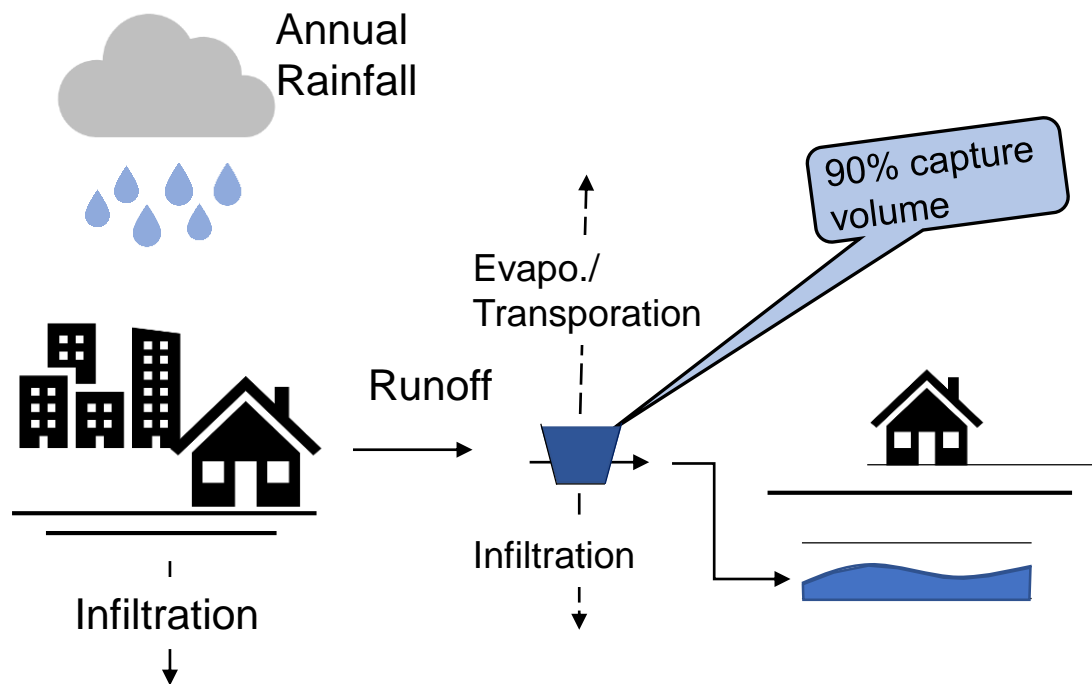 Annual
Rainfall
90% capture
volume
Evapo./
Transporation
Runoff
Infiltration
Infiltration